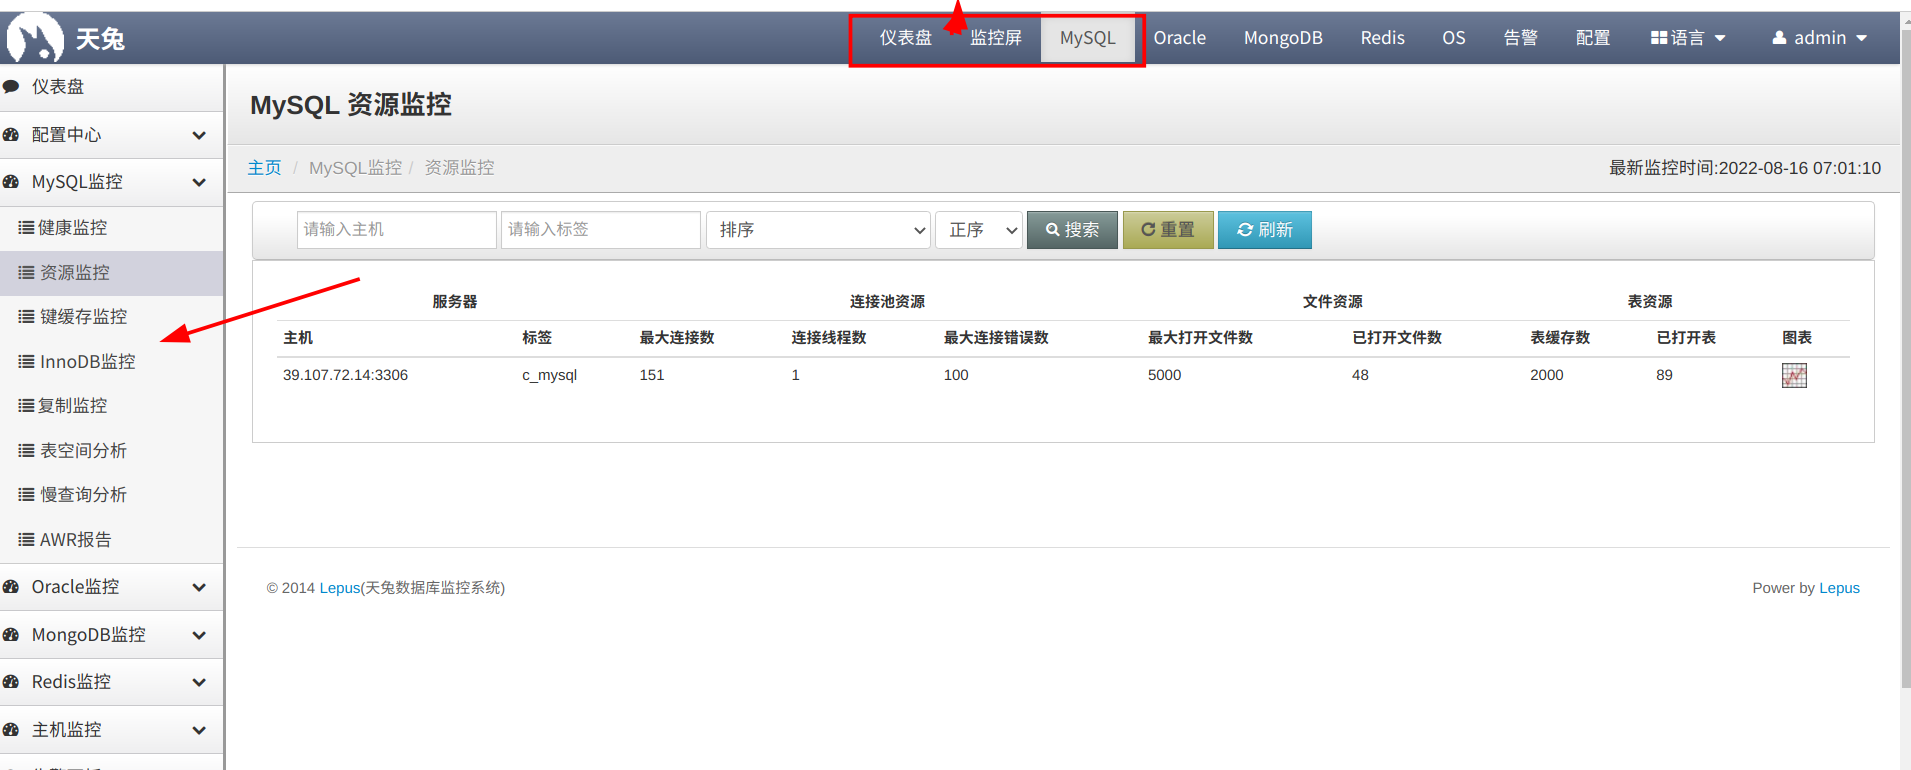 天兔
仪表盘 监控屏 MySQL Oracle MongoDB Redis OS 告警 配置 语言 admin
仪表盘
配置中心
MySQL监控
健康监控
资源监控
键缓存监控
InnoDB监控
复制监控
表空间分析
慢查询分析
AWR报告
Oracle监控
MongoDB监控
Redis监控
主机监控
MySQL 资源监控
主页 / MySQL监控 / 资源监控 最新监控时间:2022-08-16 07:01:10
请输入主机 请输入标签 排序 正序 搜索 重置 刷新
服务器 连接池资源 文件资源 表资源
主机 标签 最大连接数 连接线程数 最大连接错误数 最大打开文件数 已打开文件数 表缓存数 已打开表 图表
39.107.72.14:3306 c_mysql 151 1 100 5000 48 2000 89
© 2014 Lepus(天兔数据库监控系统) Power by Lepus